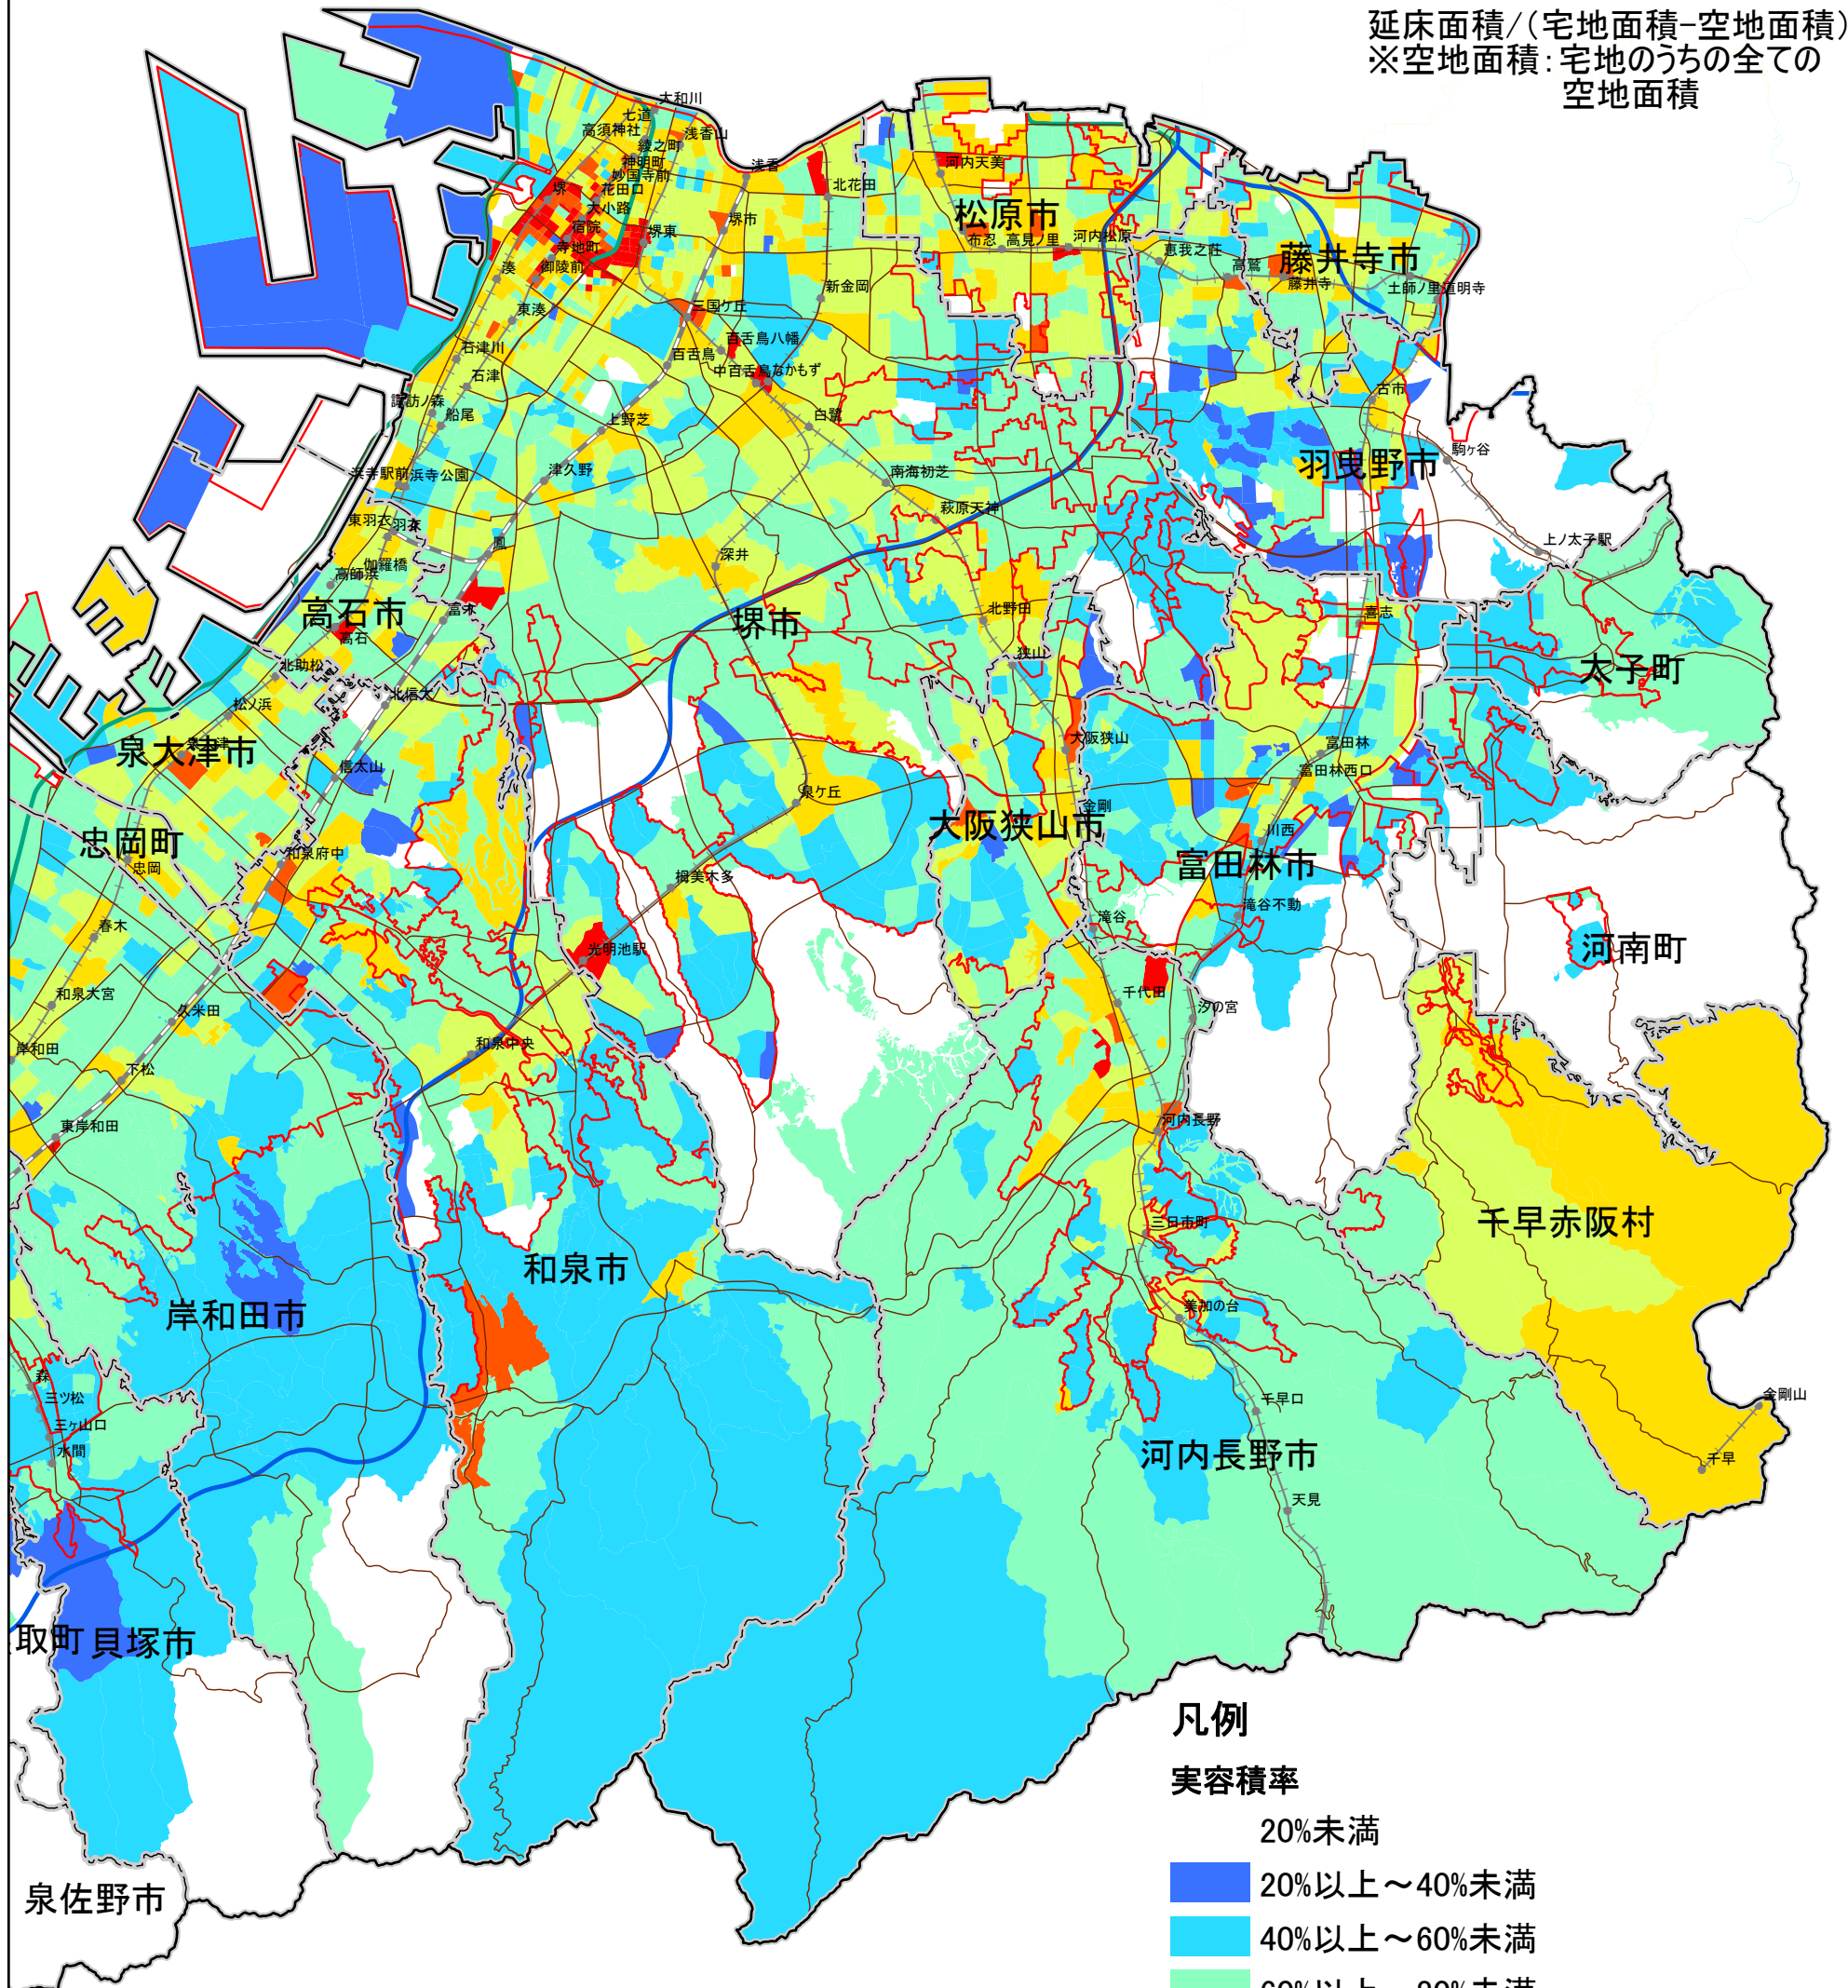 延床面積/(宅地面積-空地面積)
※空地面積:宅地のうちの全ての
空地面積
大和川
七道
高須神社
浅香山
綾之町
神明町
妙国寺前
浅香
河内天美
堺
花田口
北花田
大小路
松原市
宿院
堺市
堺東
寺地町
布忍
高見ノ里
河内松原
恵我之荘
藤井寺市
御陵前
湊
高鷲
藤井寺
土師ノ里
道明寺
新金岡
三国ケ丘
東湊
百舌鳥八幡
石津川
百舌鳥
中百舌鳥
なかもず
石津
古市
諏訪ノ森
船尾
上野芝
白鷺
駒ヶ谷
羽曳野市
浜寺駅前
浜寺公園
津久野
南海初芝
萩原天神
東羽衣
羽衣
鳳
深井
上ノ太子駅
伽羅橋
高師浜
高石市
富木
北野田
喜志
堺市
高石
北助松
狭山
太子町
北信太
松ノ浜
泉大津市
大阪狭山
富田林
信太山
富田林西口
泉ケ丘
金剛
大阪狭山市
忠岡町
川西
和泉府中
富田林市
忠岡
栂美木多
滝谷
滝谷不動
春木
光明池駅
河南町
和泉大宮
千代田
汐の宮
久米田
岸和田
和泉中央
下松
東岸和田
河内長野
三日市町
千早赤阪村
和泉市
岸和田市
美加の台
森
三ツ松
千早口
金剛山
三ヶ山口
水間
河内長野市
千早
天見
取町
貝塚市
凡例
実容積率
20%未満
20%以上～40%未満
泉佐野市
40%以上～60%未満